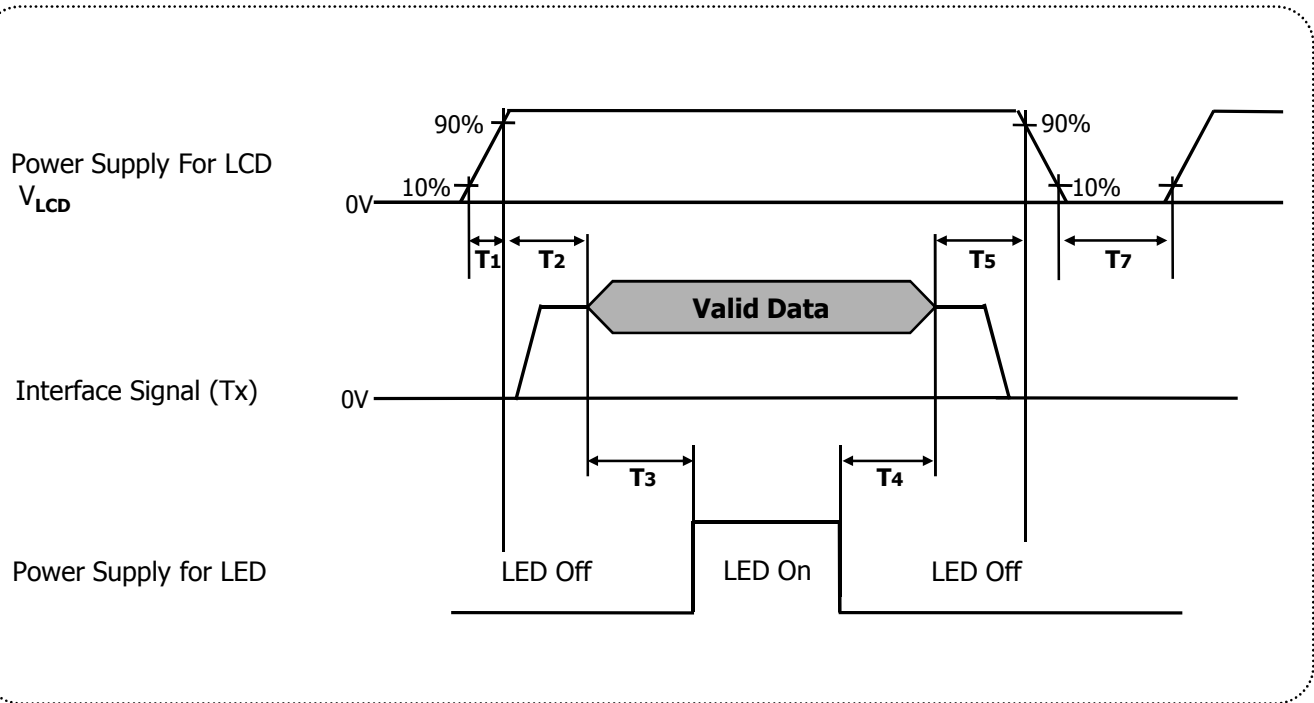 90%
90%
Power Supply For LCD
VLCD
10%
10%
0V
T1
T2
T5
T7
Valid Data
Interface Signal (Tx)
0V
T3
T4
Power Supply for LED
LED Off
LED On
LED Off